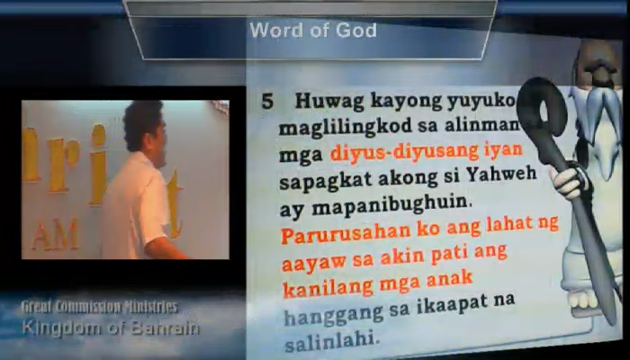 Word of God
ri t
AM
5 Huwag kayong yuyuko
maglilingkod sa alinman
mga diyus-diyusang iyan
sapagkat akong si Yahweh
ay mapanibughuin.
Parurusahan ko ang lahat ng
aayaw sa akin pati ang
kanilang mga anak
hanggang sa ikaapat na
salinlahi.
Great Commission Ministries
Kingdom of Bahrain